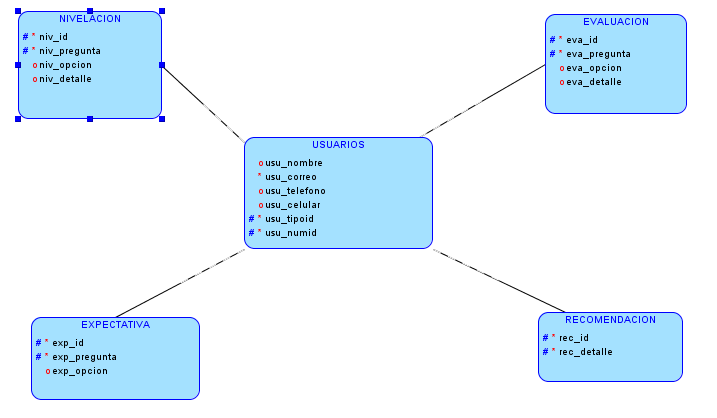 NIVELACION
# * niv_id
# * niv_pregunta
o niv_opcion
o niv_detalle
EVALUACION
# * eva_id
# * eva_pregunta
o eva_opcion
o eva_detalle
USUARIOS
o usu_nombre
* usu_correo
o usu_telefono
o usu_celular
# * usu_tipoid
# * usu_numid
EXPECTATIVA
# * exp_id
# * exp_pregunta
o exp_opcion
RECOMENDACION
# * rec_id
# * rec_detalle